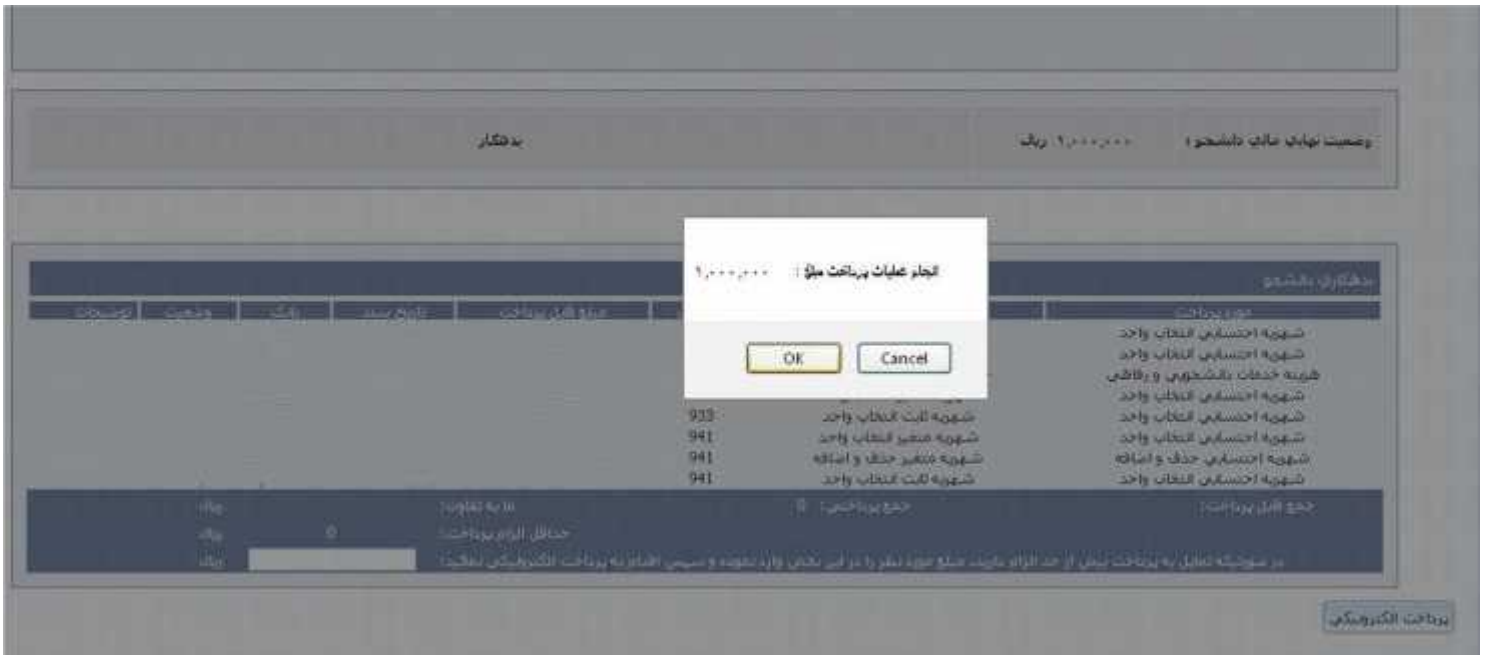 وضعیت نهایی مالی دانشجو : ۹,۰۰۰,۰۰۰ ریال بدهکار
انجام عملیات پرداخت مبلغ : ۹,۰۰۰,۰۰۰
OK Cancel
بدهکاری دانشجو
مورد پرداخت مبلغ قابل پرداخت تاریخ سند بانک وضعیت توضیحات
شهریه احتسابی انتخاب واحد
شهریه احتسابی انتخاب واحد
هزینه خدمات دانشجویی و رفاهی
شهریه احتسابی انتخاب واحد
شهریه احتسابی انتخاب واحد شهریه ثابت انتخاب واحد 933
شهریه احتسابی انتخاب واحد شهریه متغیر انتخاب واحد 941
شهریه احتسابی حذف و اضافه شهریه متغیر حذف و اضافه 941
شهریه احتسابی انتخاب واحد شهریه ثابت انتخاب واحد 941
جمع قابل پرداخت: جمع پرداختی: 0 ما به تفاوت: ریال
حداقل الزام پرداخت: 0 ریال
در صورتیکه تمایل به پرداخت بیش از حد الزام دارید، مبلغ مورد نظر را در این بخش وارد نموده و سپس اقدام به پرداخت الکترونیکی نمائید: ریال
پرداخت الکترونیکی